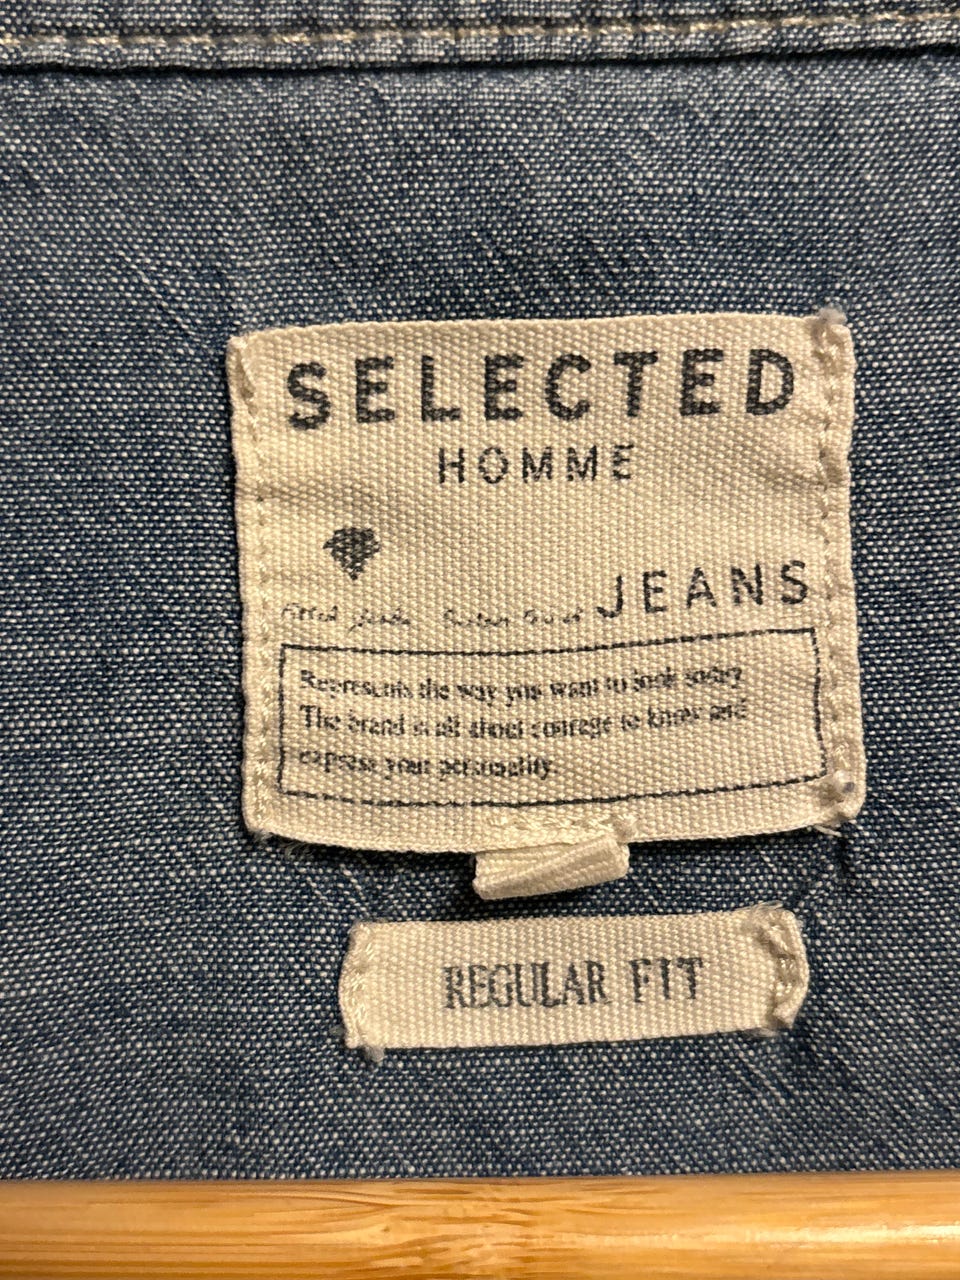 SELECTED
HOMME
JEANS
Represents the way you want to look today
The brand is all about courage to know and
express your personality
REGULAR FIT